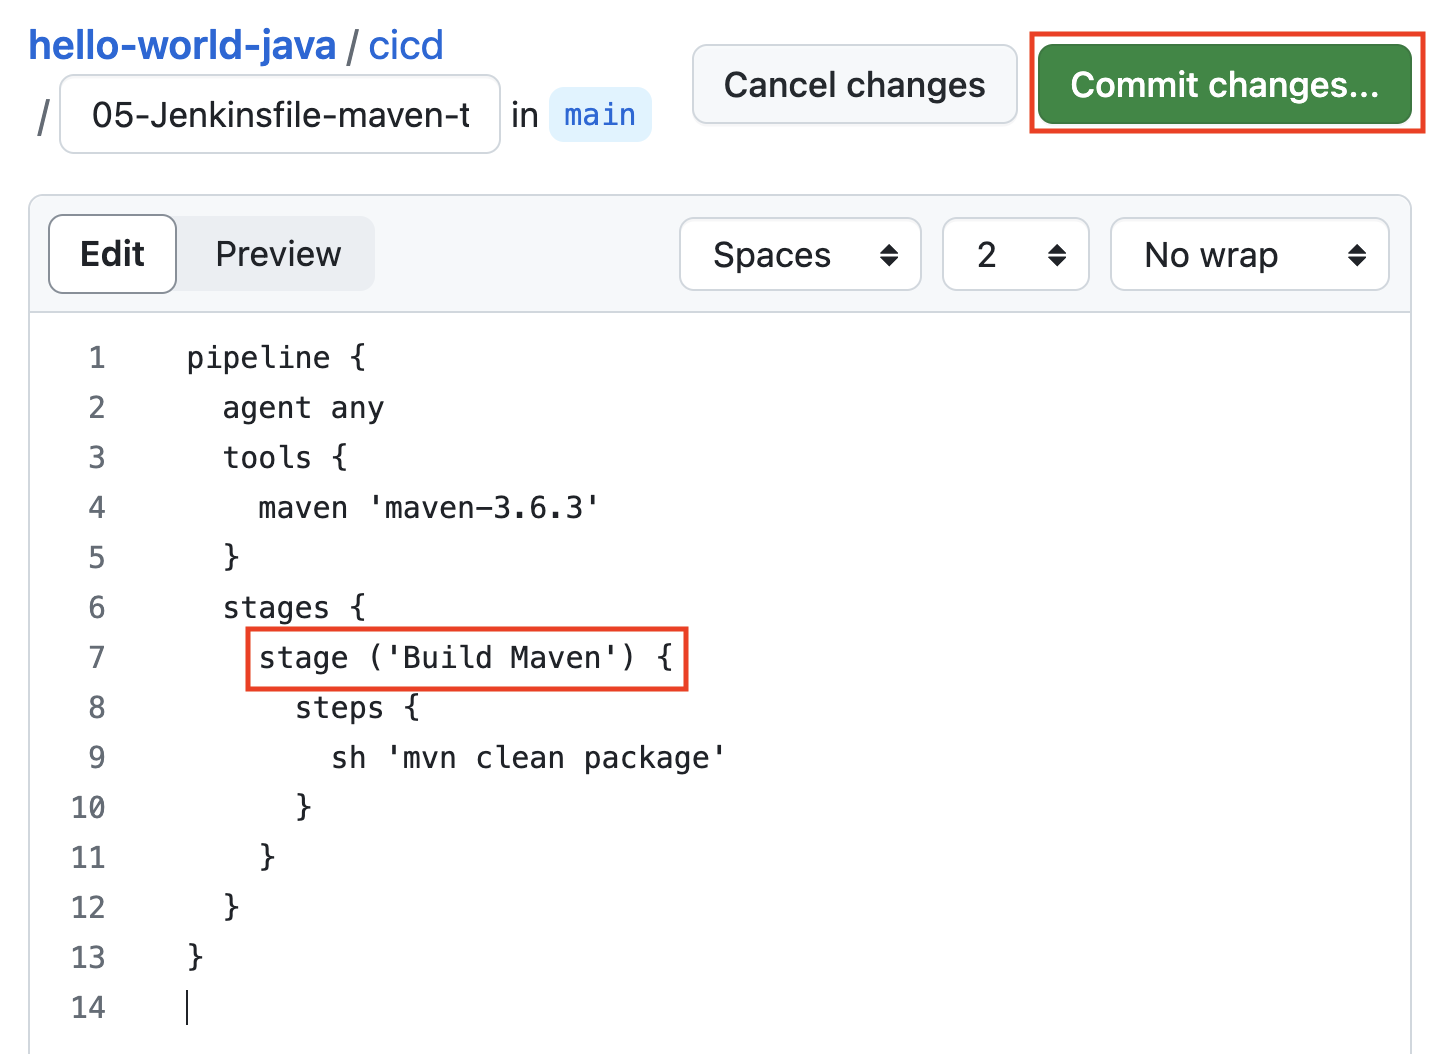 hello-world-java / cicd
/ 05-Jenkinsfile-maven-t in main
Cancel changes
Commit changes...
Edit
Preview
Spaces
2
No wrap
1 pipeline {
2   agent any
3   tools {
4     maven 'maven-3.6.3'
5   }
6   stages {
7     stage ('Build Maven') {
8       steps {
9         sh 'mvn clean package'
10       }
11     }
12   }
13 }
14